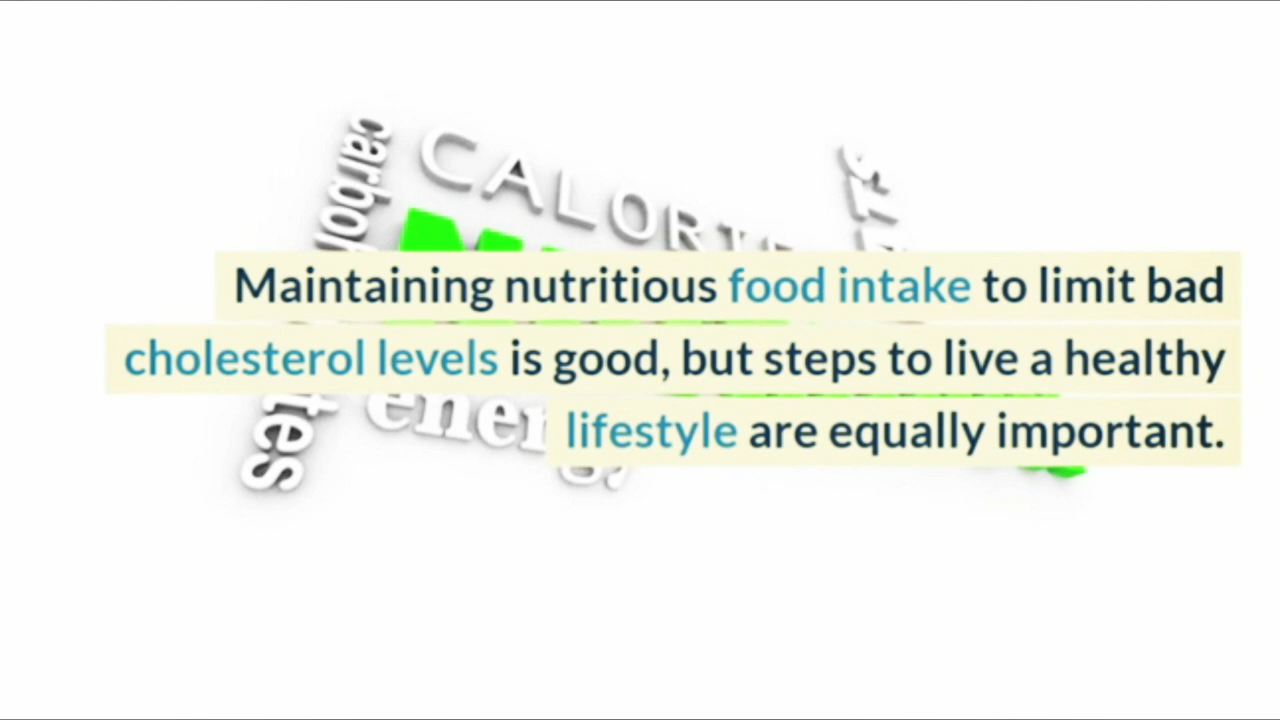 CALORIE
Maintaining nutritious food intake to limit bad
cholesterol levels is good, but steps to live a healthy
lifestyle are equally important.
energy